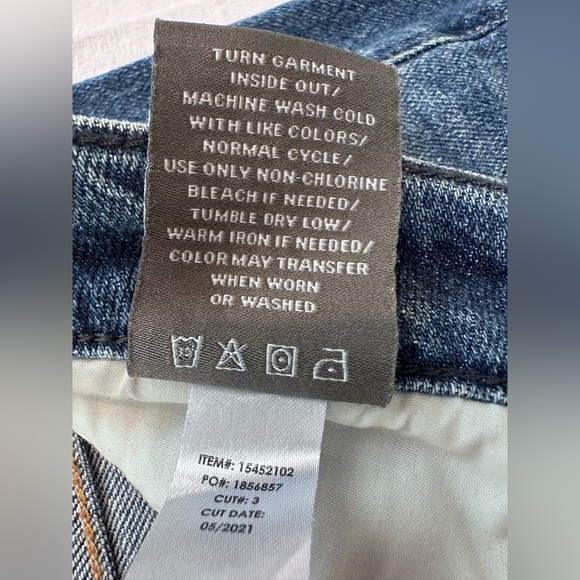 TURN GARMENT
INSIDE OUT/
MACHINE WASH COLD
WITH LIKE COLORS/
NORMAL CYCLE/
USE ONLY NON-CHLORINE
BLEACH IF NEEDED/
TUMBLE DRY LOW/
WARM IRON IF NEEDED/
COLOR MAY TRANSFER
WHEN WORN
OR WASHED
ITEM#: 15452102
PO#: 1856857
CUT#: 3
CUT DATE:
05/2021